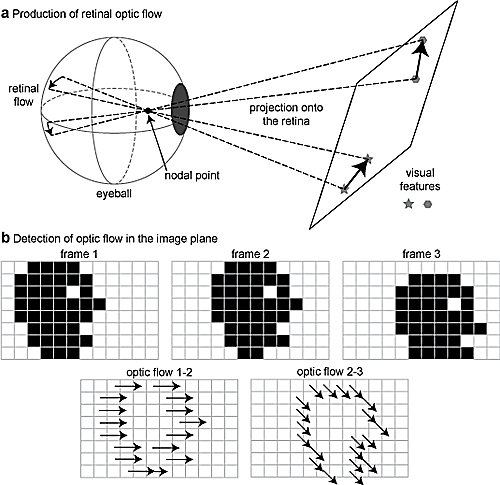 a Production of retinal optic flow
retinal
flow
projection onto
the retina
nodal point
eyeball
visual
features
b Detection of optic flow in the image plane
frame 1
frame 2
frame 3
optic flow 1-2
optic flow 2-3